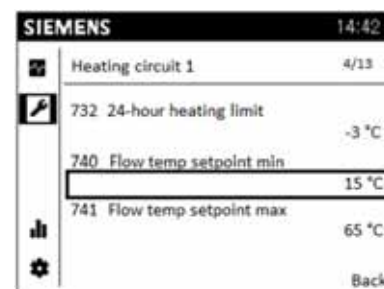 SIEMENS 14:42
Heating circuit 1 4/13
732 24-hour heating limit
-3 °C
740 Flow temp setpoint min
15 °C
741 Flow temp setpoint max
65 °C
Back